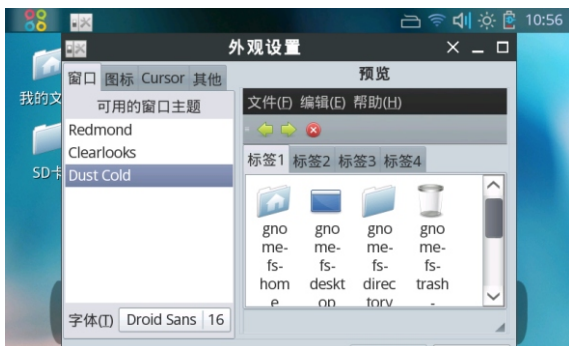 10:56
外观设置
我的文
SD卡
窗口 图标 Cursor 其他
可用的窗口主题
Redmond
Clearlooks
Dust Cold
字体(T) Droid Sans 16
预览
文件(F) 编辑(E) 帮助(H)
标签1 标签2 标签3 标签4
gno
me-
fs-
hom
e
gno
me-
fs-
deskt
op
gno
me-
fs-
direc
tory
gno
me-
fs-
trash
-